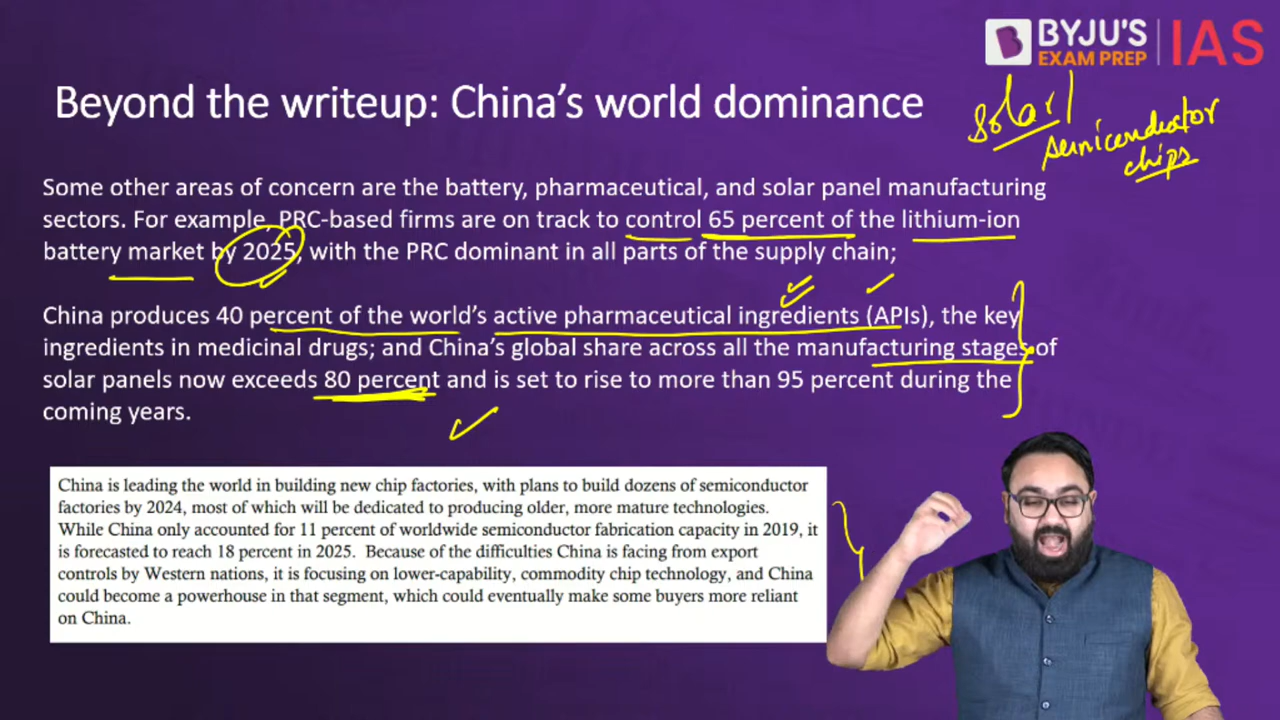 BYJU'S
EXAM PREP
IAS
Beyond the writeup: China's world dominance
solar/
semiconductor
chips
Some other areas of concern are the battery, pharmaceutical, and solar panel manufacturing
sectors. For example, PRC-based firms are on track to control 65 percent of the lithium-ion
battery market by 2025, with the PRC dominant in all parts of the supply chain;
China produces 40 percent of the world's active pharmaceutical ingredients (APIs), the key
ingredients in medicinal drugs; and China's global share across all the manufacturing stages of
solar panels now exceeds 80 percent and is set to rise to more than 95 percent during the
coming years.
China is leading the world in building new chip factories, with plans to build dozens of semiconductor
factories by 2024, most of which will be dedicated to producing older, more mature technologies.
While China only accounted for 11 percent of worldwide semiconductor fabrication capacity in 2019, it
is forecasted to reach 18 percent in 2025. Because of the difficulties China is facing from export
controls by Western nations, it is focusing on lower-capability, commodity chip technology, and China
could become a powerhouse in that segment, which could eventually make some buyers more reliant
on China.